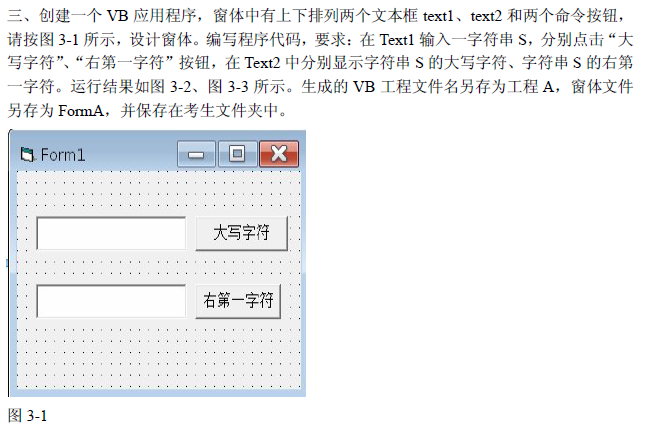 三、创建一个 VB 应用程序，窗体中有上下排列两个文本框 text1、text2 和两个命令按钮，
请按图 3-1 所示，设计窗体。编写程序代码，要求：在 Text1 输入一字符串 S，分别点击“大
写字符”、“右第一字符”按钮，在 Text2 中分别显示字符串 S 的大写字符、字符串 S 的右第
一字符。运行结果如图 3-2、图 3-3 所示。生成的 VB 工程文件名另存为工程 A，窗体文件
另存为 FormA，并保存在考生文件夹中。
Form1
大写字符
右第一字符
图 3-1